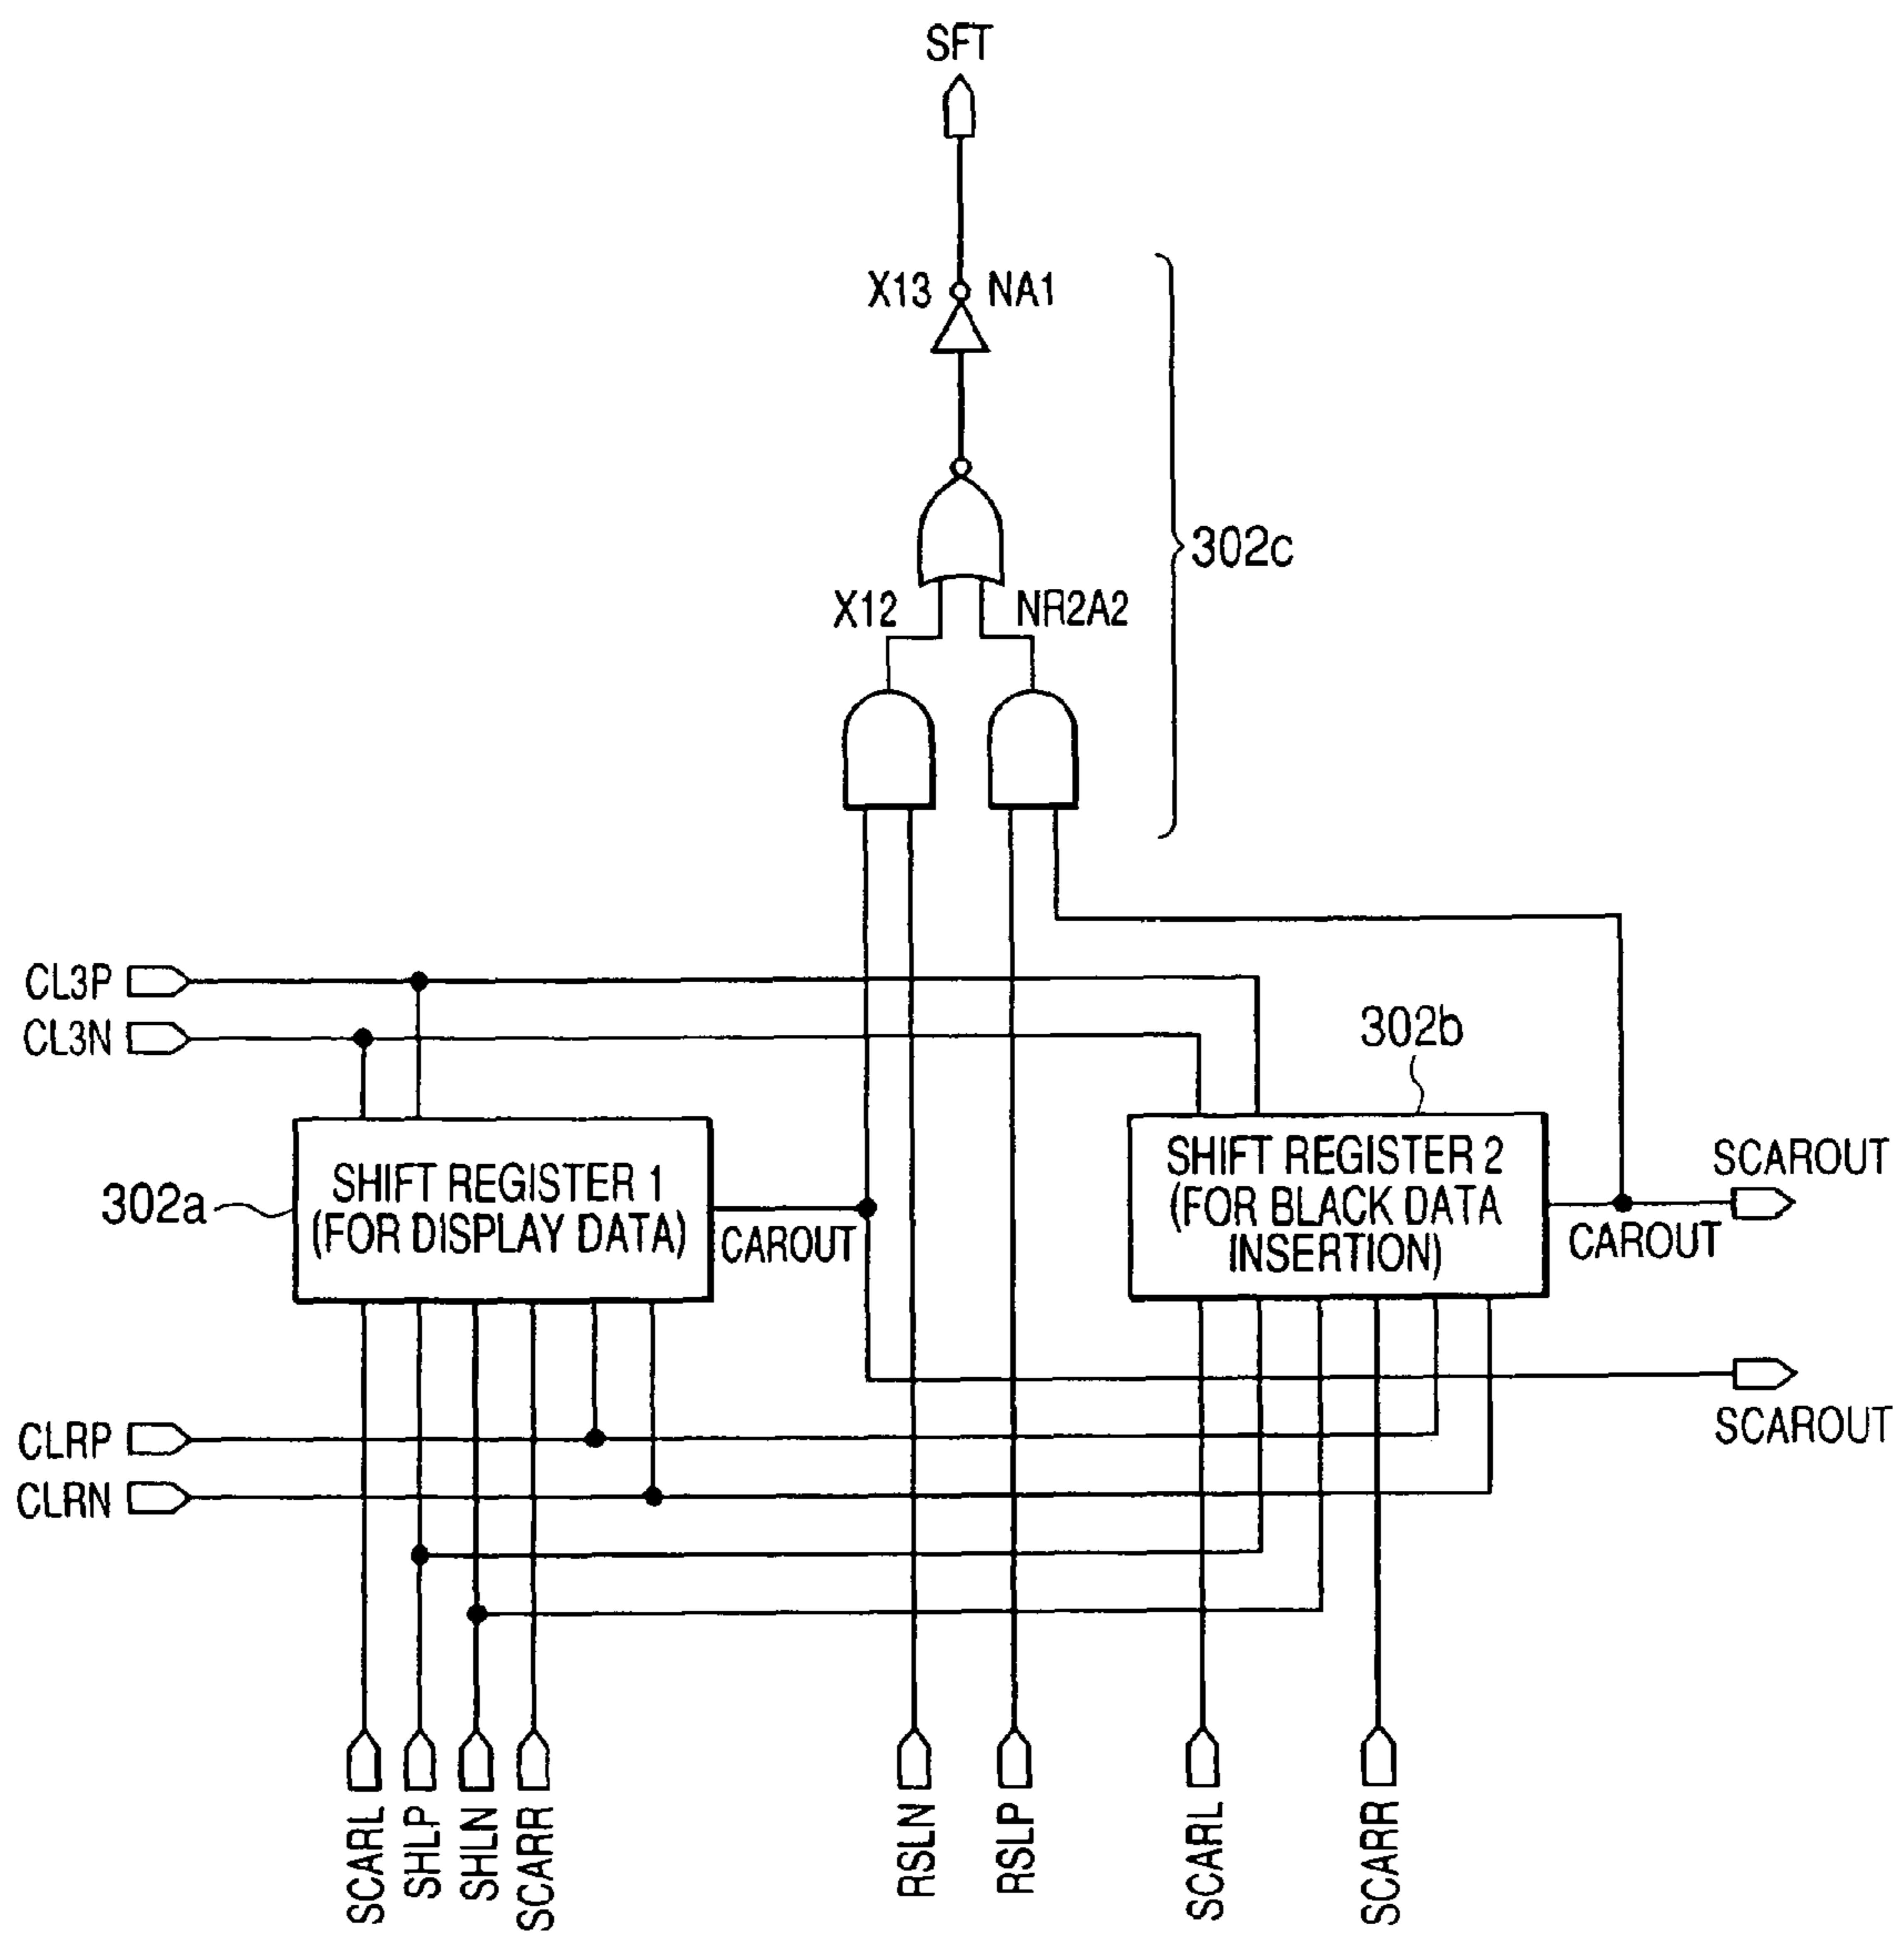 SFT
X13
NA1
302c
X12
NR2A2
CL3P
CL3N
302b
302a
SHIFT REGISTER 1
(FOR DISPLAY DATA)
CAROUT
SHIFT REGISTER 2
(FOR BLACK DATA
INSERTION)
CAROUT
SCAROUT
SCAROUT
CLRP
CLRN
SCARL
SHLP
SHLN
SCARR
RSLN
RSLP
SCARL
SCARR